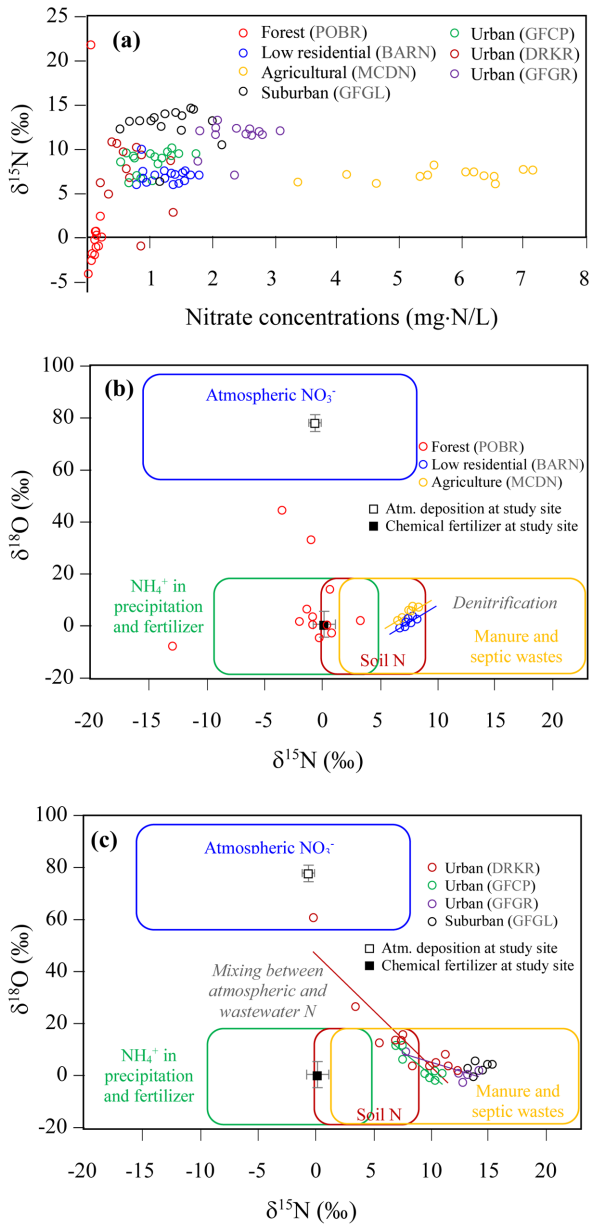 (a)
Forest (POBR)
Low residential (BARN)
Agricultural (MCDN)
Suburban (GFGL)
Urban (GFCP)
Urban (DRKR)
Urban (GFGR)
25
20
15
10
5
0
-5
δ¹⁵N (‰)
1 2 3 4 5 6 7 8
Nitrate concentrations (mg·N/L)
(b)
100
80
60
40
20
0
-20
δ¹⁸O (‰)
Atmospheric NO₃⁻
Forest (POBR)
Low residential (BARN)
Agriculture (MCDN)
Atm. deposition at study site
Chemical fertilizer at study site
NH₄⁺ in
precipitation
and fertilizer
Denitrification
Soil N
Manure and
septic wastes
-20 -15 -10 -5 0 5 10 15 20
δ¹⁵N (‰)
(c)
100
80
60
40
20
0
-20
δ¹⁸O (‰)
Atmospheric NO₃⁻
Urban (DRKR)
Urban (GFCP)
Urban (GFGR)
Suburban (GFGL)
Atm. deposition at study site
Chemical fertilizer at study site
Mixing between
atmospheric and
wastewater N
NH₄⁺ in
precipitation
and fertilizer
Soil N
Manure and
septic wastes
-20 -15 -10 -5 0 5 10 15 20
δ¹⁵N (‰)